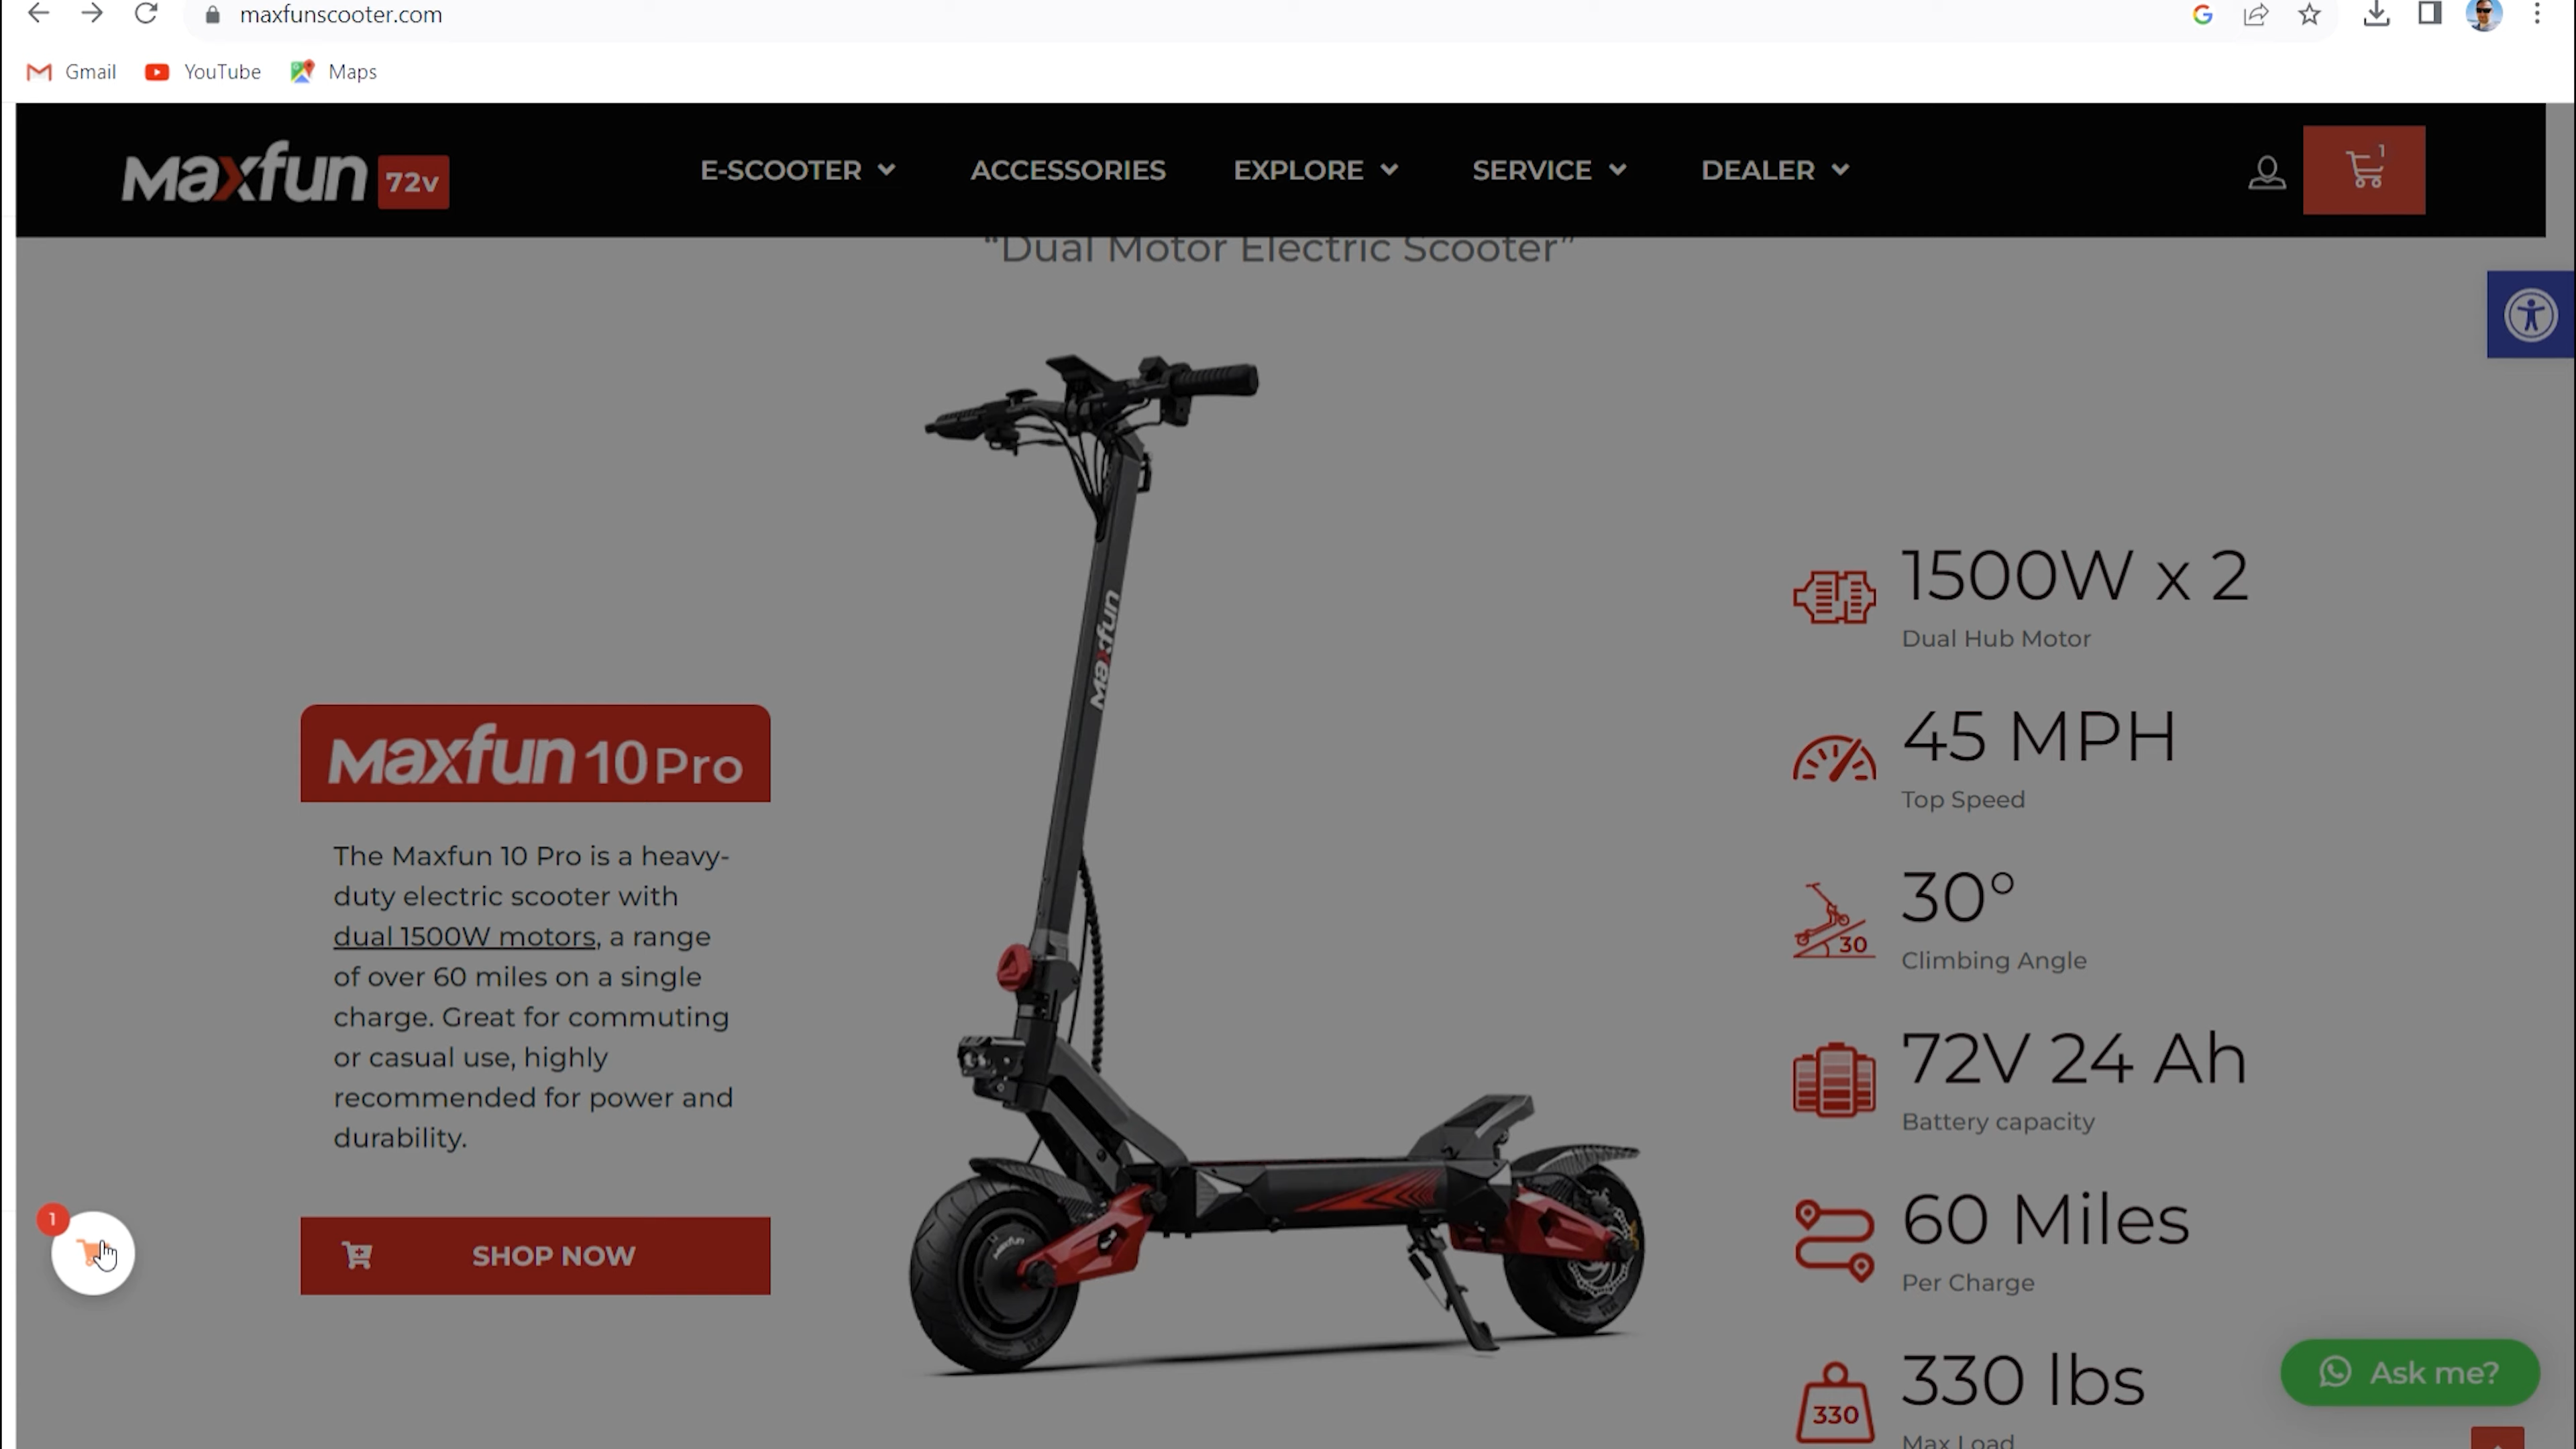 maxfunscooter.com
Gmail YouTube Maps
Maxfun 72v E-SCOOTER ACCESSORIES EXPLORE SERVICE DEALER 1
"Dual Motor Electric Scooter"
Maxfun
Maxfun 10 Pro
The Maxfun 10 Pro is a heavy-
duty electric scooter with
dual 1500W motors, a range
of over 60 miles on a single
charge. Great for commuting
or casual use, highly
recommended for power and
durability.
1
SHOP NOW
1500W x 2
Dual Hub Motor
45 MPH
Top Speed
30
30°
Climbing Angle
72V 24 Ah
Battery capacity
60 Miles
Per Charge
330
330 lbs
Max Load
Ask me?